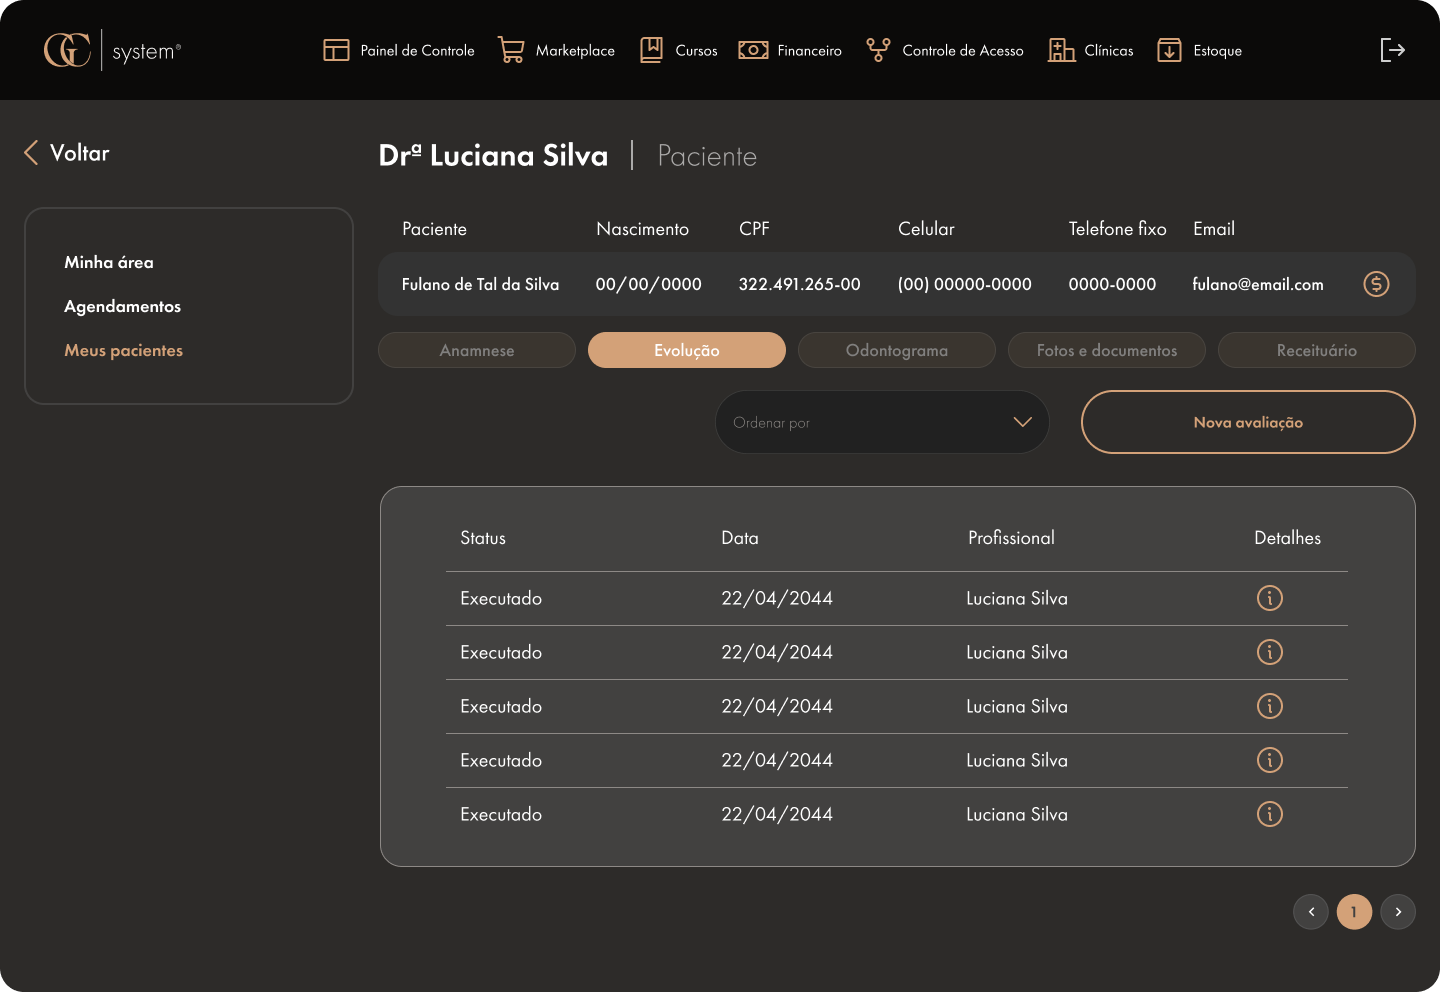 GC system®
Painel de Controle Marketplace Cursos Financeiro Controle de Acesso Clínicas Estoque
Voltar
Drª Luciana Silva | Paciente
Minha área
Agendamentos
Meus pacientes
Paciente Nascimento CPF Celular Telefone fixo Email
Fulano de Tal da Silva 00/00/0000 322.491.265-00 (00) 00000-0000 0000-0000 fulano@email.com $
Anamnese Evolução Odontograma Fotos e documentos Receituário
Ordenar por Nova avaliação
Status Data Profissional Detalhes
Executado 22/04/2044 Luciana Silva i
Executado 22/04/2044 Luciana Silva i
Executado 22/04/2044 Luciana Silva i
Executado 22/04/2044 Luciana Silva i
Executado 22/04/2044 Luciana Silva i
1